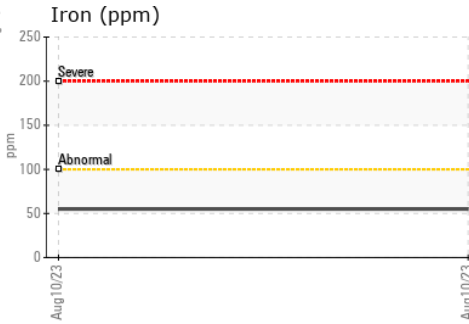 Iron (ppm)
250
200
150
100
50
0
ppm
Severe
Abnormal
Aug10/23
Aug10/23